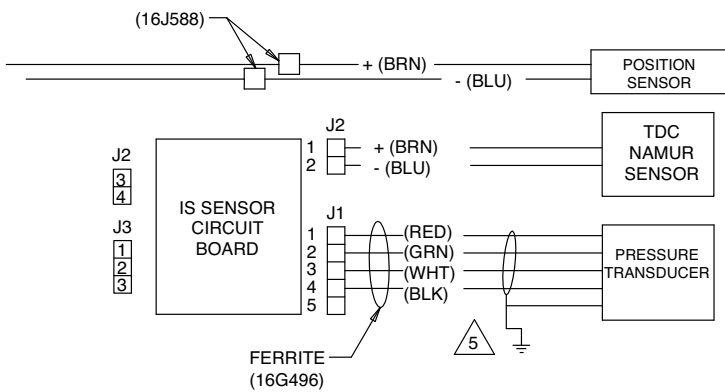 (16J588)
+ (BRN)
- (BLU)
POSITION
SENSOR
J2
3
4
J3
1
2
3
IS SENSOR
CIRCUIT
BOARD
J2
1
2
+ (BRN)
- (BLU)
TDC
NAMUR
SENSOR
J1
1
2
3
4
5
(RED)
(GRN)
(WHT)
(BLK)
PRESSURE
TRANSDUCER
5
FERRITE
(16G496)